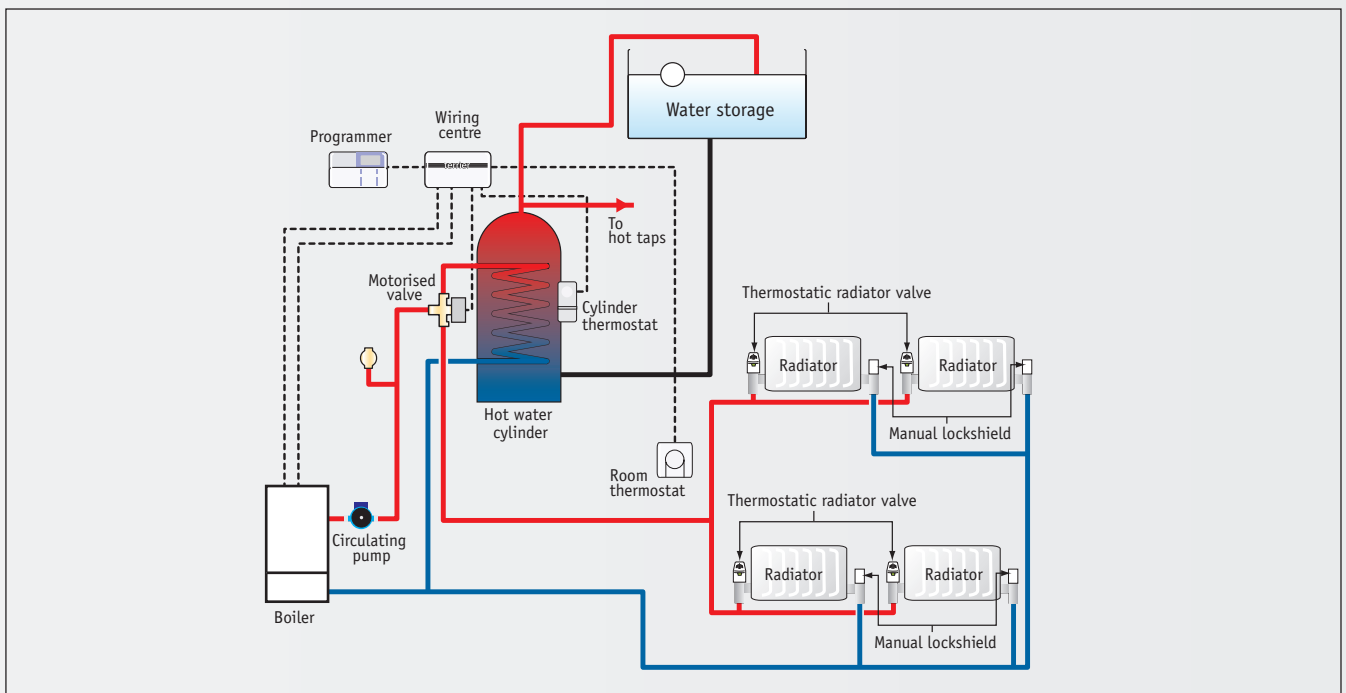 Water storage
Wiring
centre
Programmer
terrier
To
hot taps
Motorised
valve
Cylinder
thermostat
Thermostatic radiator valve
Radiator
Radiator
Hot water
cylinder
Manual lockshield
Room
thermostat
Thermostatic radiator valve
Circulating
pump
Radiator
Radiator
Boiler
Manual lockshield